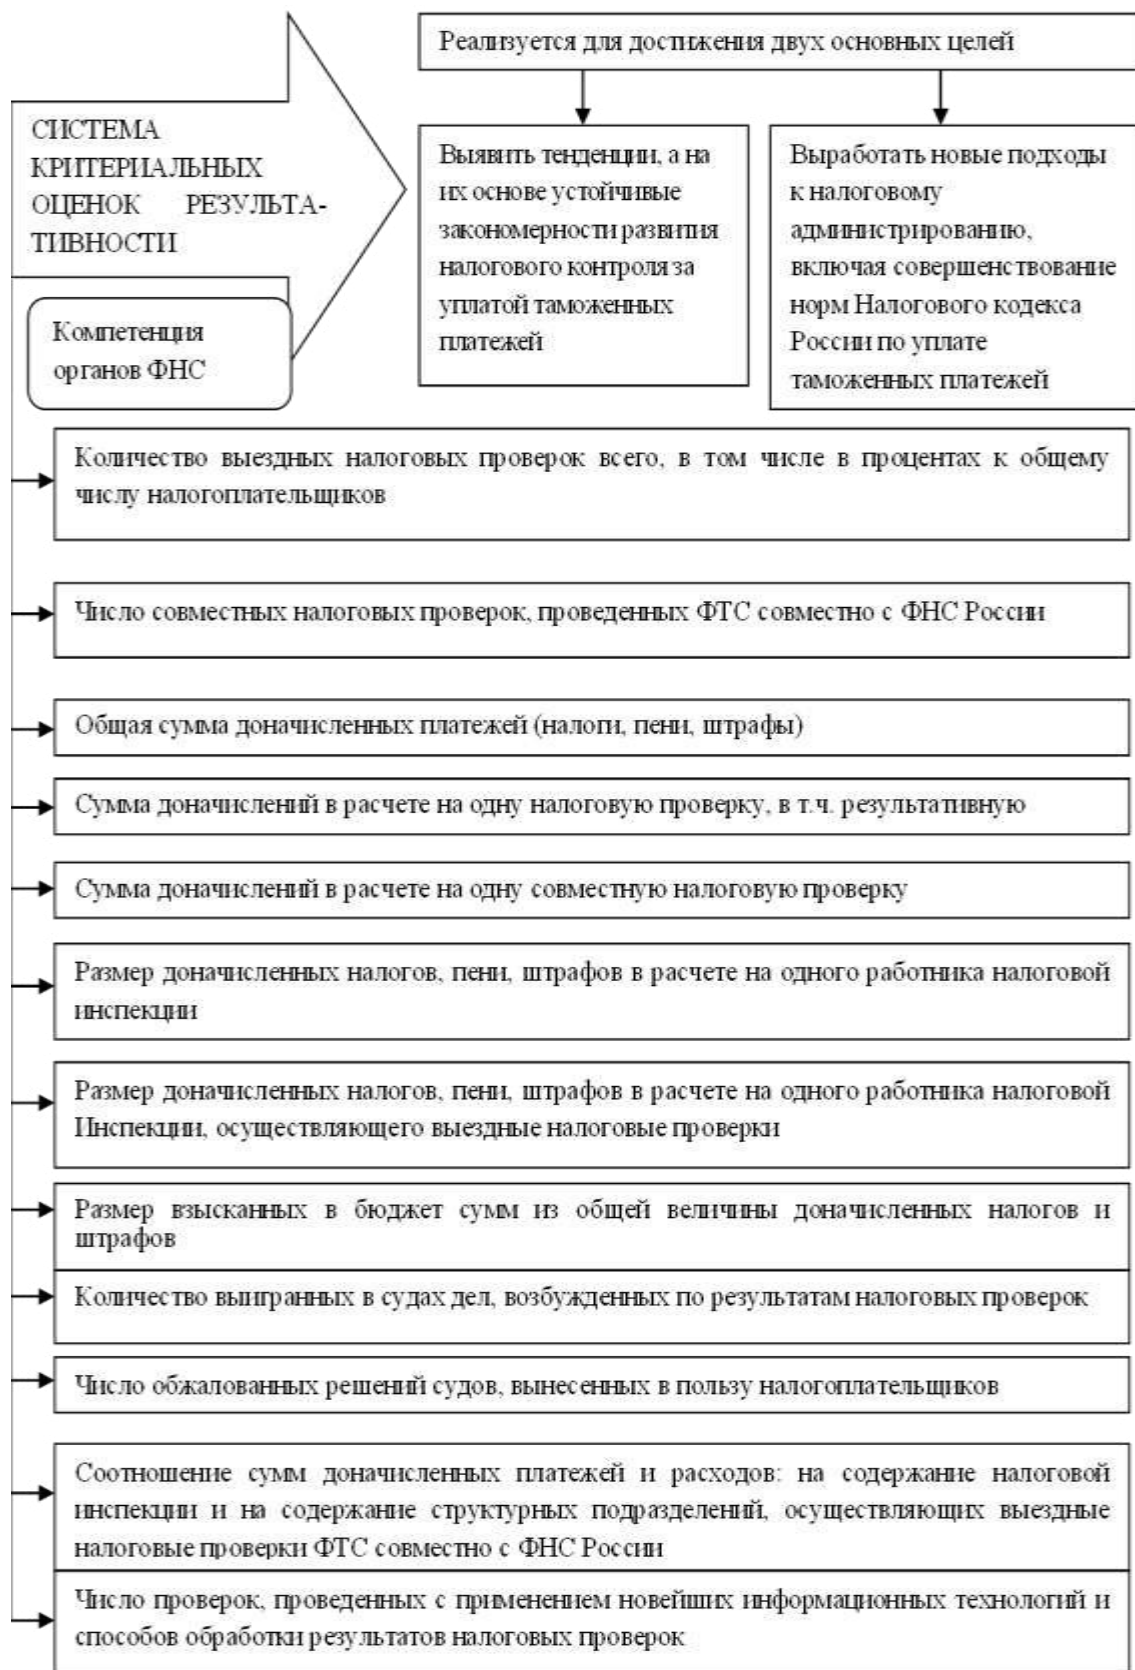 Реализуется для достижения двух основных целей
СИСТЕМА
КРИТЕРИАЛЬНЫХ
ОЦЕНОК РЕЗУЛЬТА-
ТИВНОСТИ
Компетенция
органов ФНС
Выявить тенденции, а на
их основе устойчивые
закономерности развития
налогового контроля за
уплатой таможенных
платежей
Выработать новые подходы
к налоговому
администрированию,
включая совершенствование
норм Налогового кодекса
России по уплате
таможенных платежей
Количество выездных налоговых проверок всего, в том числе в процентах к общему
числу налогоплательщиков
Число совместных налоговых проверок, проведенных ФТС совместно с ФНС России
Общая сумма доначисленных платежей (налоги, пени, штрафы)
Сумма доначислений в расчете на одну налоговую проверку, в т.ч. результативную
Сумма доначислений в расчете на одну совместную налоговую проверку
Размер доначисленных налогов, пени, штрафов в расчете на одного работника налоговой
инспекции
Размер доначисленных налогов, пени, штрафов в расчете на одного работника налоговой
Инспекции, осуществляющего выездные налоговые проверки
Размер взысканных в бюджет сумм из общей величины доначисленных налогов и
штрафов
Количество выигранных в судах дел, возбужденных по результатам налоговых проверок
Число обжалованных решений судов, вынесенных в пользу налогоплательщиков
Соотношение сумм доначисленных платежей и расходов: на содержание налоговой
инспекции и на содержание структурных подразделений, осуществляющих выездные
налоговые проверки ФТС совместно с ФНС России
Число проверок, проведенных с применением новейших информационных технологий и
способов обработки результатов налоговых проверок